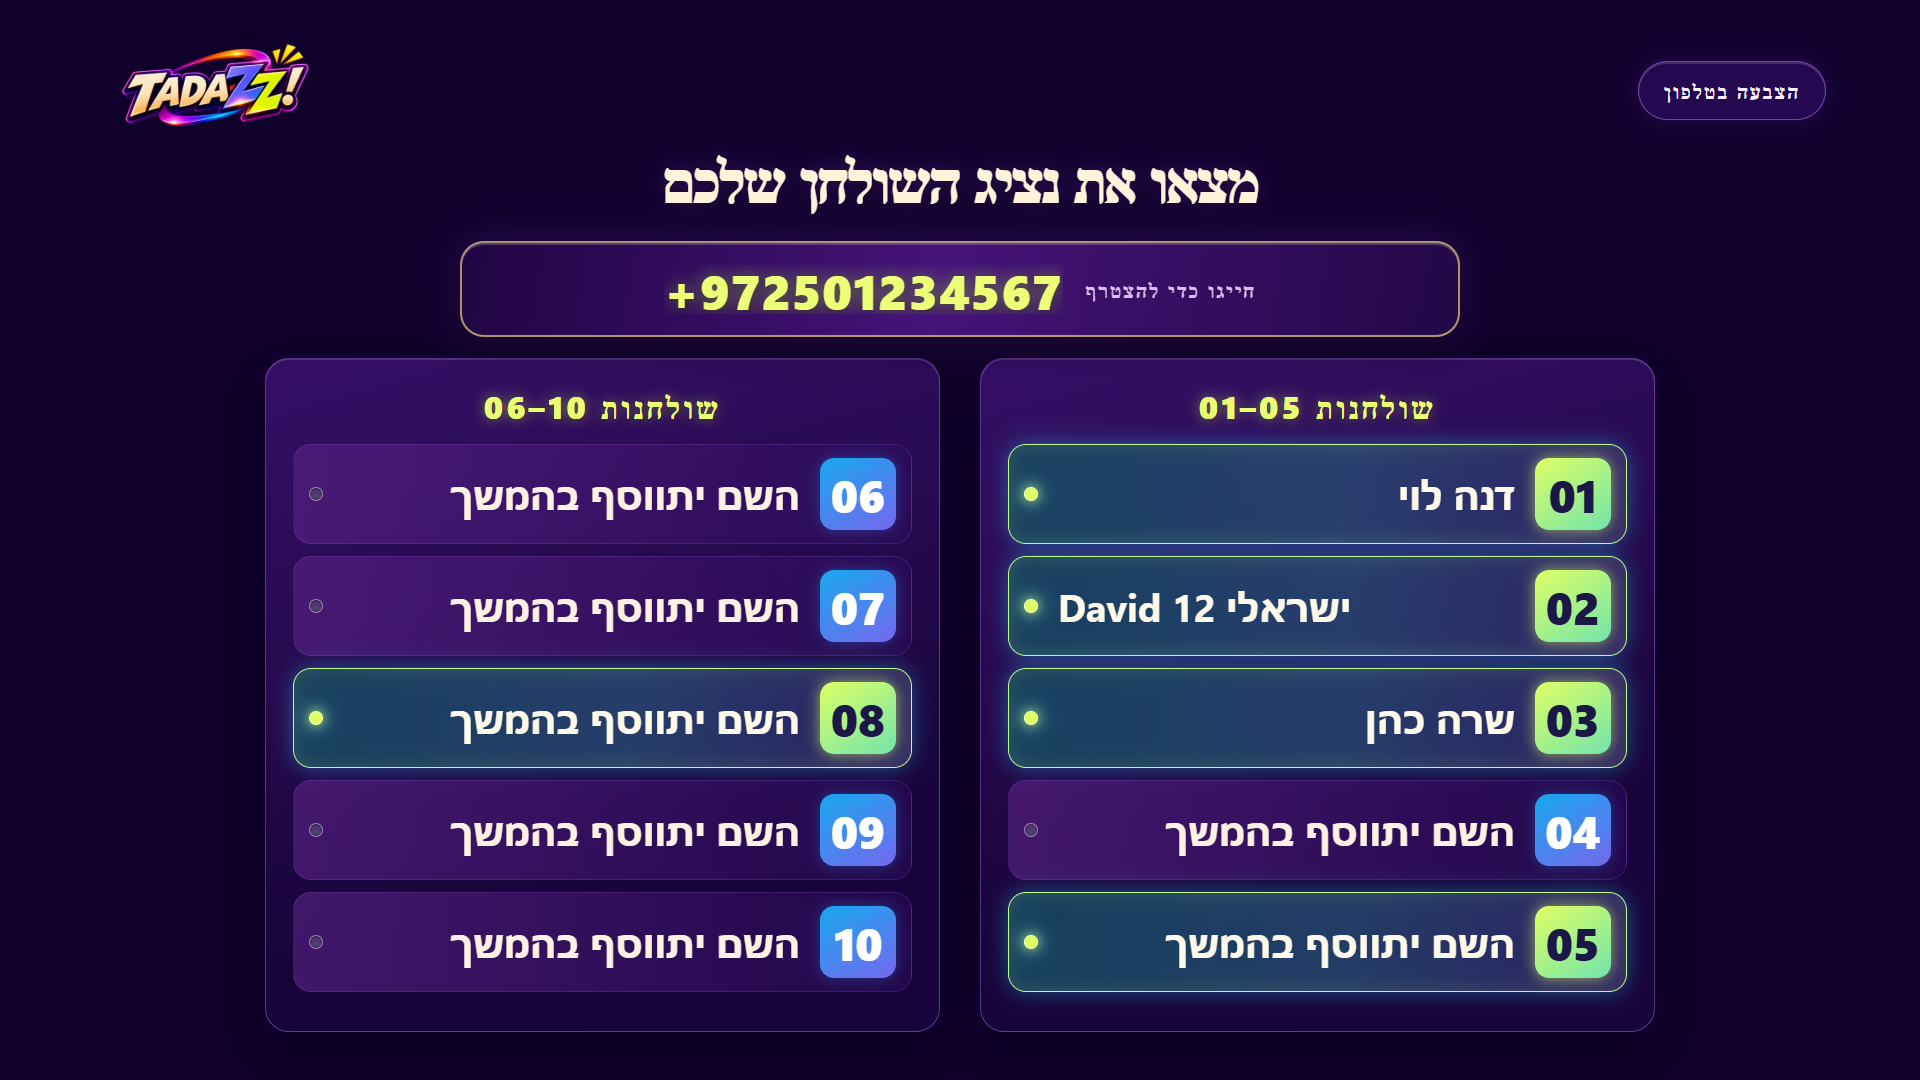 TADAZZ!
הצבעה בטלפון
מצאו את נציג השולחן שלכם
חייגו כדי להצטרף
+972501234567
שולחנות 01–05
01 דנה לוי
02 ישראלי David 12
03 שרה כהן
04 השם יתווסף בהמשך
05 השם יתווסף בהמשך
שולחנות 06–10
06 השם יתווסף בהמשך
07 השם יתווסף בהמשך
08 השם יתווסף בהמשך
09 השם יתווסף בהמשך
10 השם יתווסף בהמשך